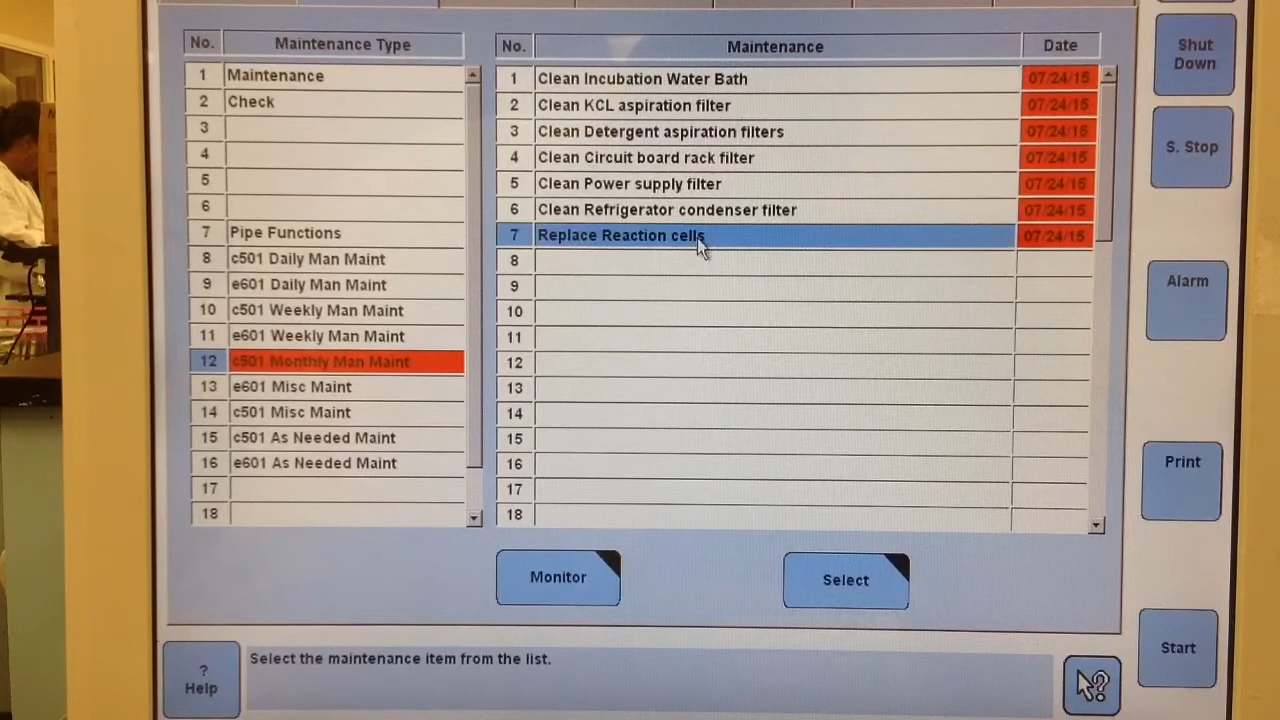 No. Maintenance Type
1 Maintenance
2 Check
3
4
5
6
7 Pipe Functions
8 c501 Daily Man Maint
9 e601 Daily Man Maint
10 c501 Weekly Man Maint
11 e601 Weekly Man Maint
12 c501 Monthly Man Maint
13 e601 Misc Maint
14 c501 Misc Maint
15 c501 As Needed Maint
16 e601 As Needed Maint
17
18
No. Maintenance Date
1 Clean Incubation Water Bath 07/24/15
2 Clean KCL aspiration filter 07/24/15
3 Clean Detergent aspiration filters 07/24/15
4 Clean Circuit board rack filter 07/24/15
5 Clean Power supply filter 07/24/15
6 Clean Refrigerator condenser filter 07/24/15
7 Replace Reaction cells 07/24/15
8
9
10
11
12
13
14
15
16
17
18
Monitor
Select
Shut
Down
S. Stop
Alarm
Print
Start
?
Help
Select the maintenance item from the list.
?